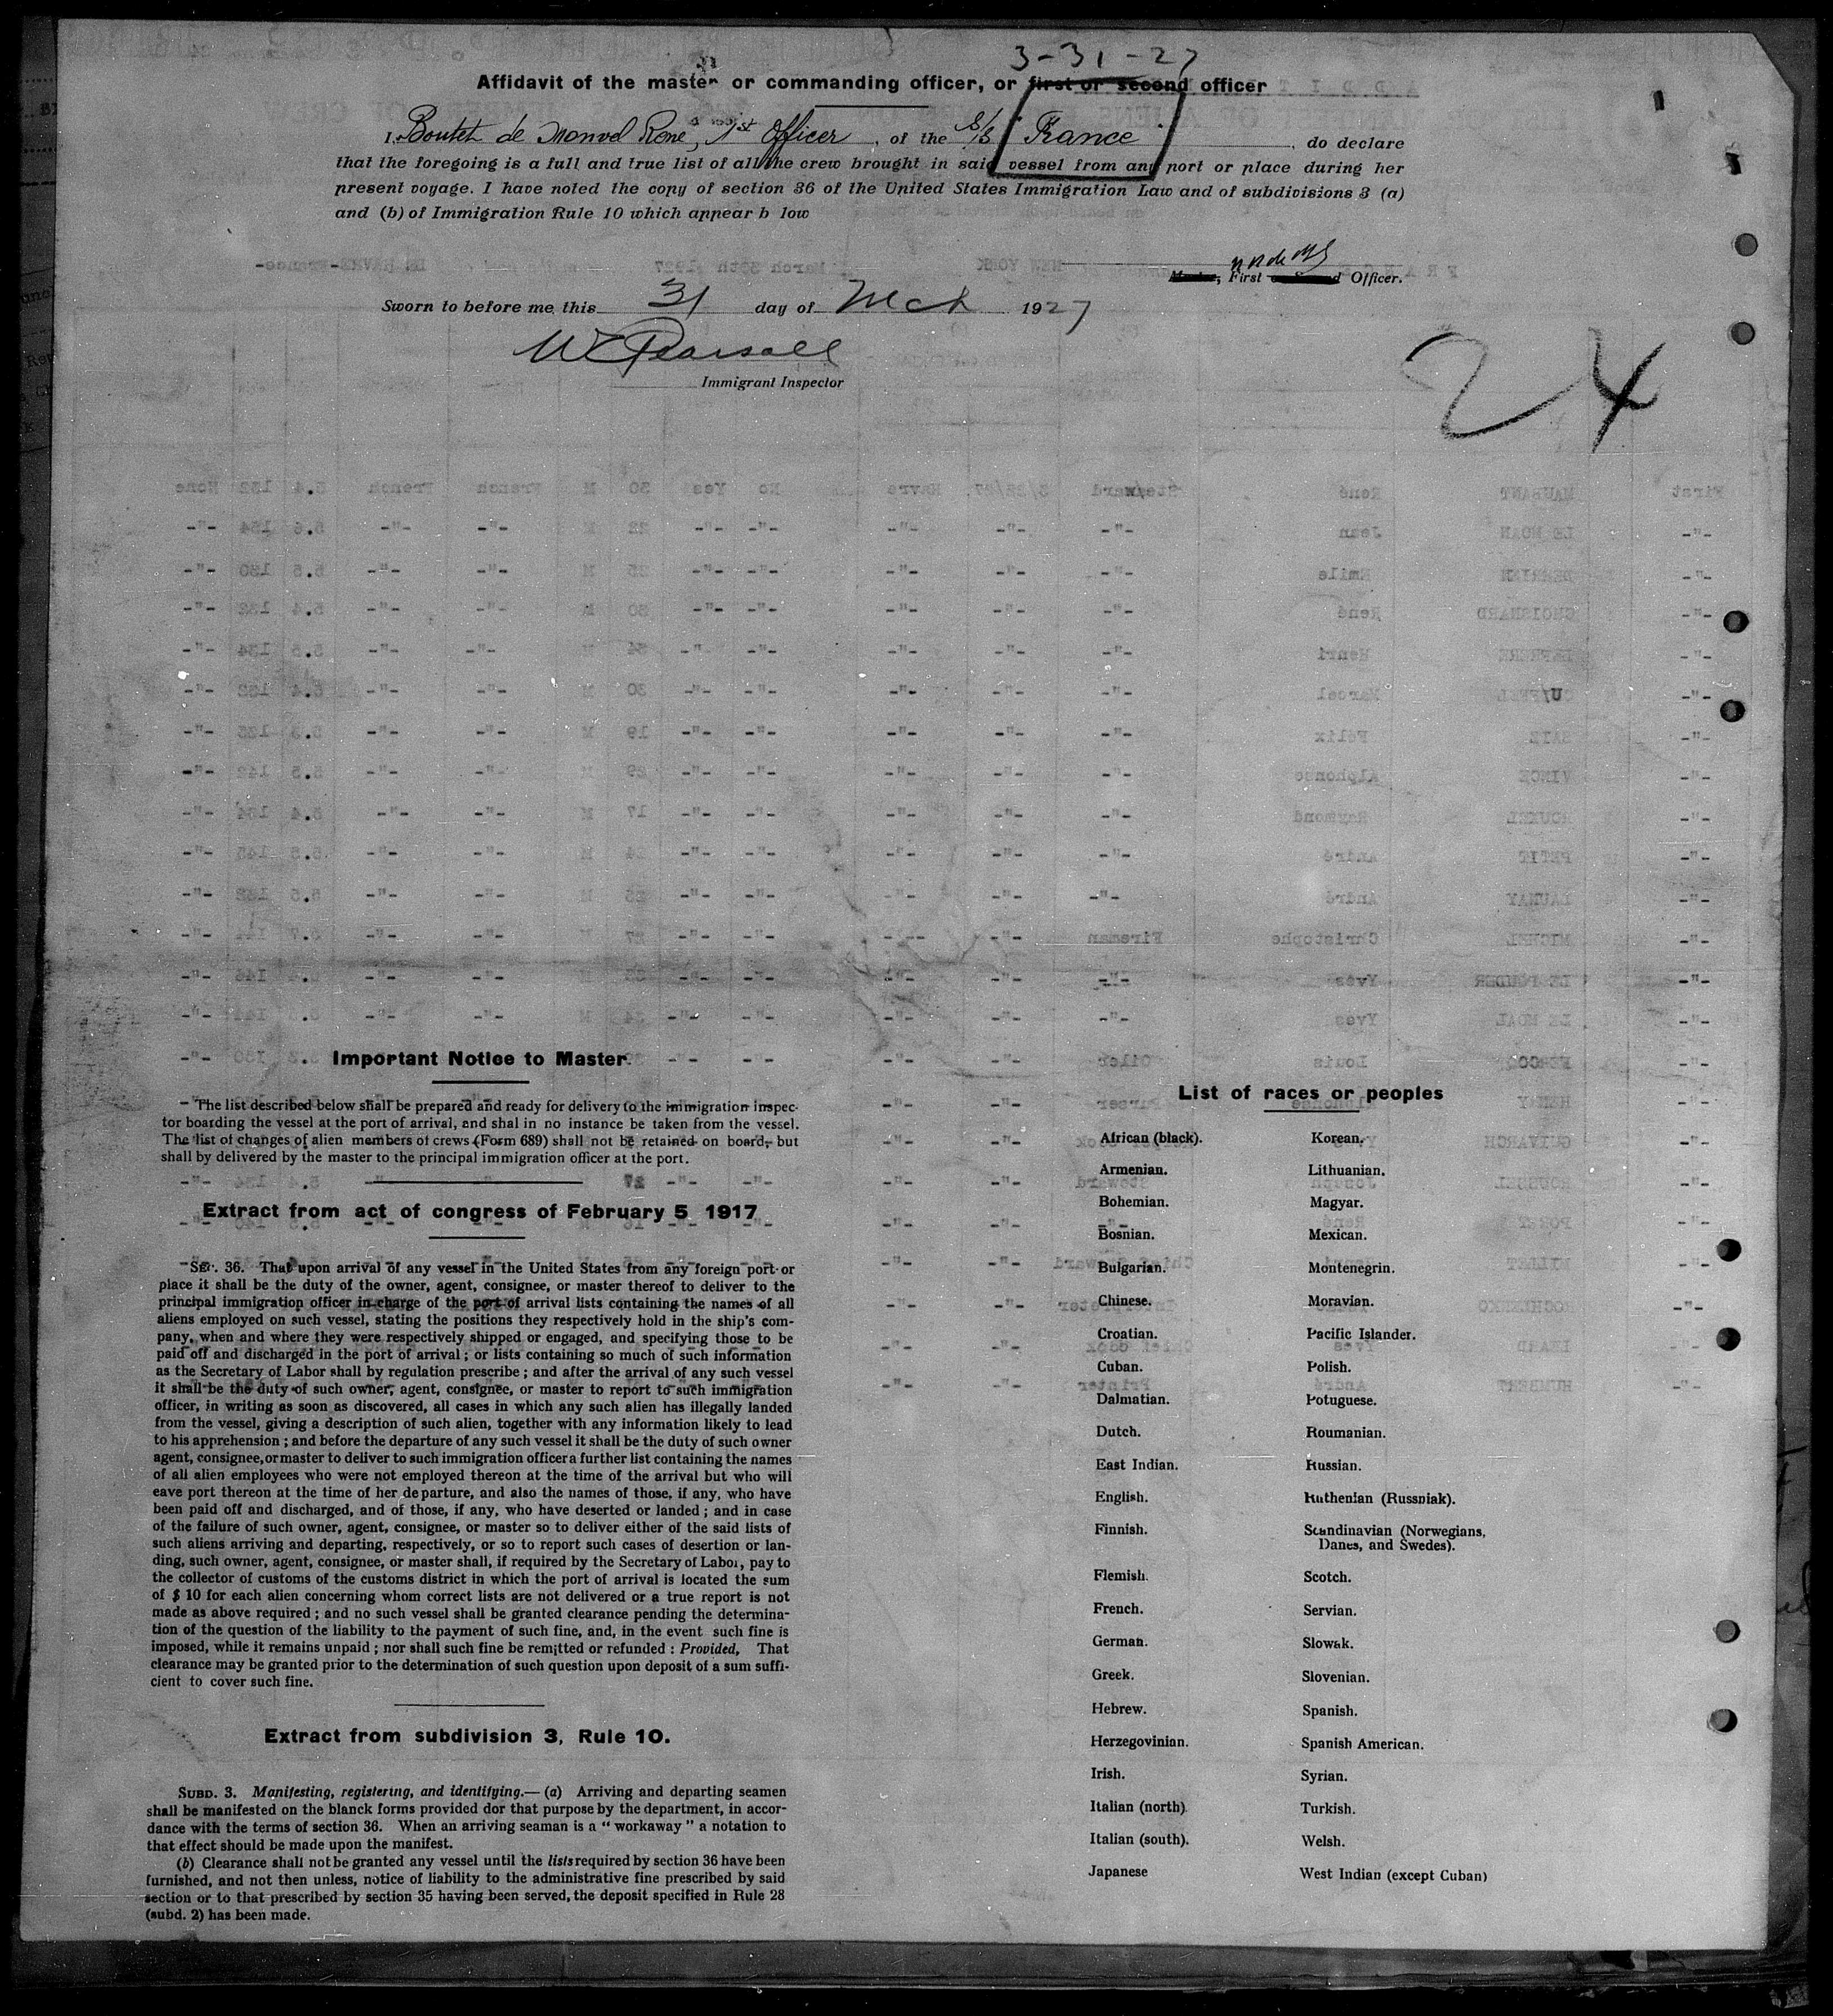 3-31-27
Affidavit of the master or commanding officer, or first or second officer
I, Boutet de Monvel René, 1st Officer, of the S/S "France", do declare
that the foregoing is a full and true list of all the crew brought in said vessel from any port or place during her
present voyage. I have noted the copy of section 36 of the United States Immigration Law and of subdivisions 3 (a)
and (b) of Immigration Rule 10 which appear b low
Master, First or Second Officer.
Sworn to before me this 31 day of Mch 1927
W C Pearsall
Immigrant Inspector
24
Important Notice to Master.
The list described below shall be prepared and ready for delivery to the immigration inspec-
tor boarding the vessel at the port of arrival, and shal in no instance be taken from the vessel.
The list of changes of alien members of crews (Form 689) shall not be retained on board, but
shall by delivered by the master to the principal immigration officer at the port.
Extract from act of congress of February 5 1917
SEC. 36. That upon arrival of any vessel in the United States from any foreign port or
place it shall be the duty of the owner, agent, consignee, or master thereof to deliver to the
principal immigration officer in charge of the port of arrival lists containing the names of all
aliens employed on such vessel, stating the positions they respectively hold in the ship's com-
pany, when and where they were respectively shipped or engaged, and specifying those to be
paid off and discharged in the port of arrival ; or lists containing so much of such information
as the Secretary of Labor shall by regulation prescribe ; and after the arrival of any such vessel
it shall be the duty of such owner, agent, consignee, or master to report to such immigration
officer, in writing as soon as discovered, all cases in which any such alien has illegally landed
from the vessel, giving a description of such alien, together with any information likely to lead
to his apprehension ; and before the departure of any such vessel it shall be the duty of such owner
agent, consignee, or master to deliver to such immigration officer a further list containing the names
of all alien employees who were not employed thereon at the time of the arrival but who will
eave port thereon at the time of her departure, and also the names of those, if any, who have
been paid off and discharged, and of those, if any, who have deserted or landed ; and in case
of the failure of such owner, agent, consignee, or master so to deliver either of the said lists of
such aliens arriving and departing, respectively, or so to report such cases of desertion or lan-
ding, such owner, agent, consignee, or master shall, if required by the Secretary of Labor, pay to
the collector of customs of the customs district in which the port of arrival is located the sum
of $ 10 for each alien concerning whom correct lists are not delivered or a true report is not
made as above required ; and no such vessel shall be granted clearance pending the determina-
tion of the question of the liability to the payment of such fine, and, in the event such fine is
imposed, while it remains unpaid ; nor shall such fine be remitted or refunded : Provided, That
clearance may be granted prior to the determination of such question upon deposit of a sum suffi-
cient to cover such fine.
Extract from subdivision 3, Rule 10.
SUBD. 3. Manifesting, registering, and identifying.— (a) Arriving and departing seamen
shall be manifested on the blanck forms provided dor that purpose by the department, in accor-
dance with the terms of section 36. When an arriving seaman is a " workaway " a notation to
that effect should be made upon the manifest.
(b) Clearance shall not be granted any vessel until the lists required by section 36 have been
furnished, and not then unless, notice of liability to the administrative fine prescribed by said
section or to that prescribed by section 35 having been served, the deposit specified in Rule 28
(subd. 2) has been made.
List of races or peoples
African (black). Korean.
Armenian. Lithuanian.
Bohemian. Magyar.
Bosnian. Mexican.
Bulgarian. Montenegrin.
Chinese. Moravian.
Croatian. Pacific Islander.
Cuban. Polish.
Dalmatian. Potuguese.
Dutch. Roumanian.
East Indian. Russian.
English. Ruthenian (Russniak).
Finnish. Scandinavian (Norwegians,
Danes, and Swedes).
Flemish. Scotch.
French. Servian.
German. Slowak.
Greek. Slovenian.
Hebrew. Spanish.
Herzegovinian. Spanish American.
Irish. Syrian.
Italian (north) Turkish.
Italian (south). Welsh.
Japanese West Indian (except Cuban)